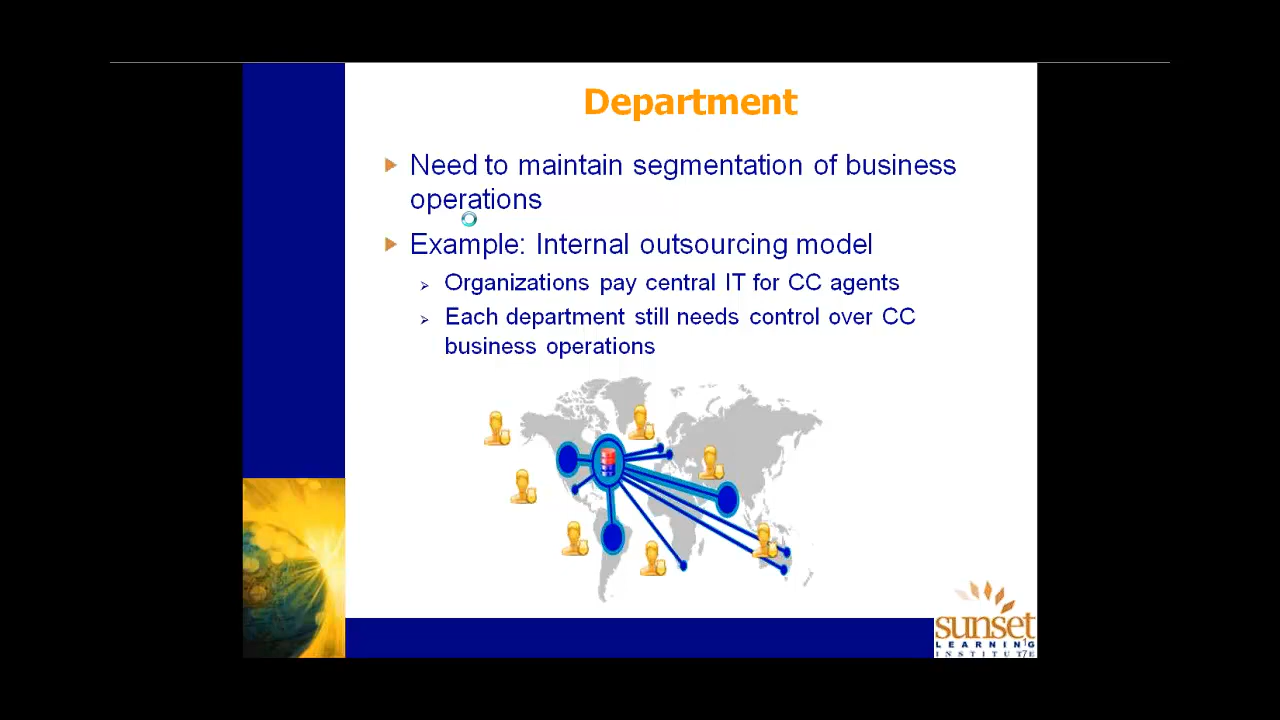 Department
Need to maintain segmentation of business
operations
Example: Internal outsourcing model
Organizations pay central IT for CC agents
Each department still needs control over CC
business operations
sunset
LEARNING
INSTITUTE